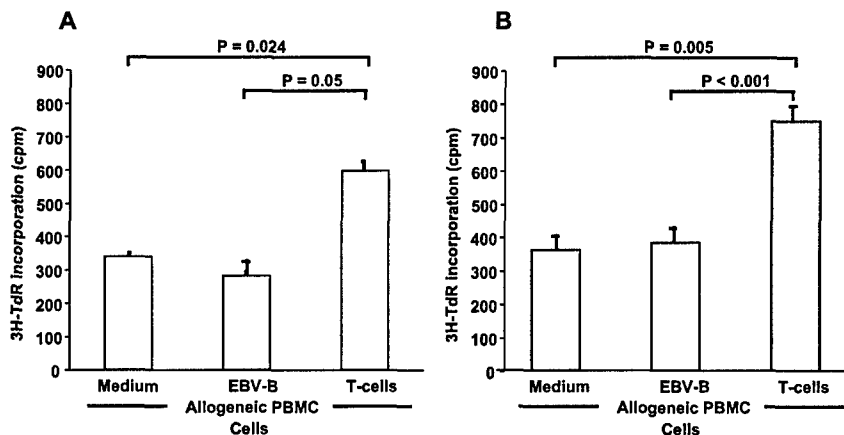 A
P = 0.024
P = 0.05
3H-TdR incorporation (cpm)
900
800
700
600
500
400
300
200
100
0
Medium
EBV-B
T-cells
Allogeneic PBMC
Cells
B
P = 0.005
P < 0.001
3H-TdR incorporation (cpm)
900
800
700
600
500
400
300
200
100
0
Medium
EBV-B
T-cells
Allogeneic PBMC
Cells